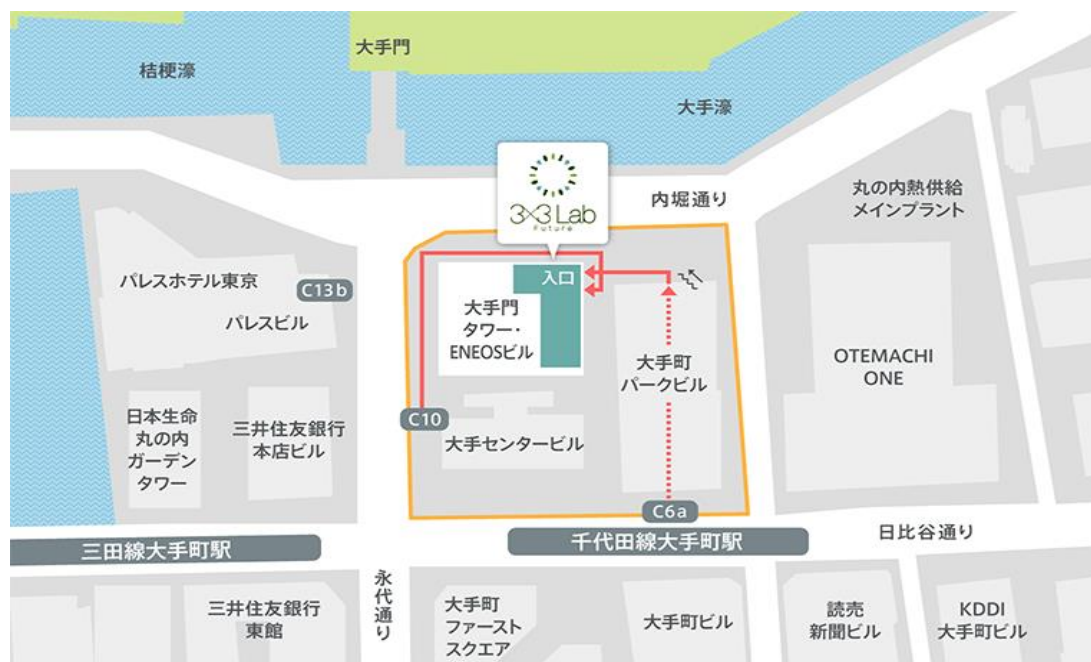 大手門
桔梗濠
大手濠
3×3 Lab
Future
内堀通り
丸の内熱供給
メインプラント
パレスホテル東京
C13b
パレスビル
入口
大手門
タワー・
ENEOSビル
大手町
パークビル
OTEMACHI
ONE
C10
日本生命
丸の内
ガーデン
タワー
三井住友銀行
本店ビル
大手センタービル
C6a
三田線大手町駅
千代田線大手町駅
日比谷通り
永代通り
三井住友銀行
東館
大手町
ファースト
スクエア
大手町ビル
読売
新聞ビル
KDDI
大手町ビル